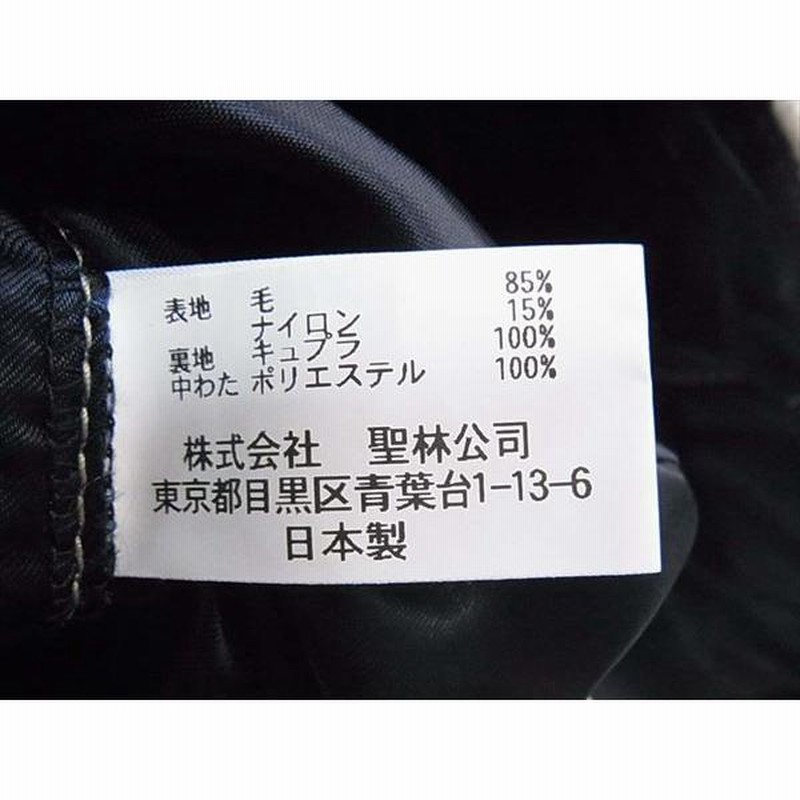 表地 毛 85%
ナイロン 15%
裏地 キュプラ 100%
中わた ポリエステル 100%
株式会社 聖林公司
東京都目黒区青葉台1-13-6
日本製